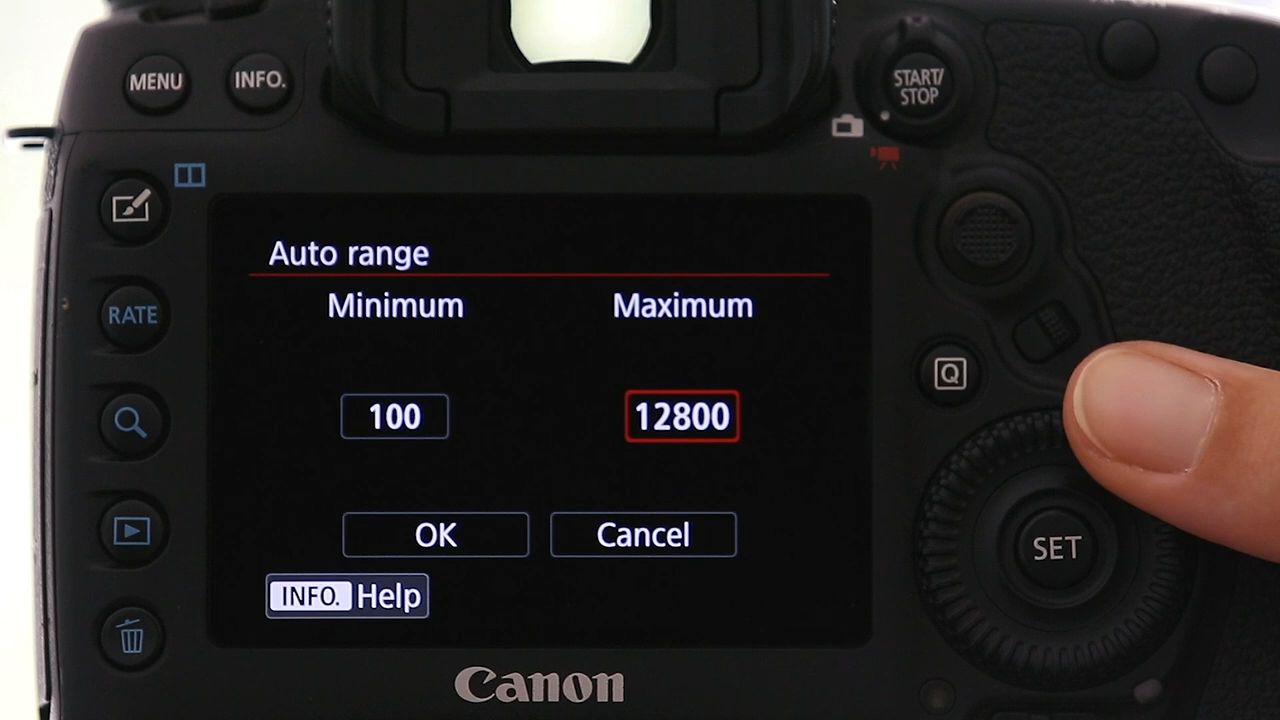 MENU
INFO.
START/
STOP
RATE
Auto range
Minimum
Maximum
100
12800
Q
OK
Cancel
SET
INFO. Help
Canon